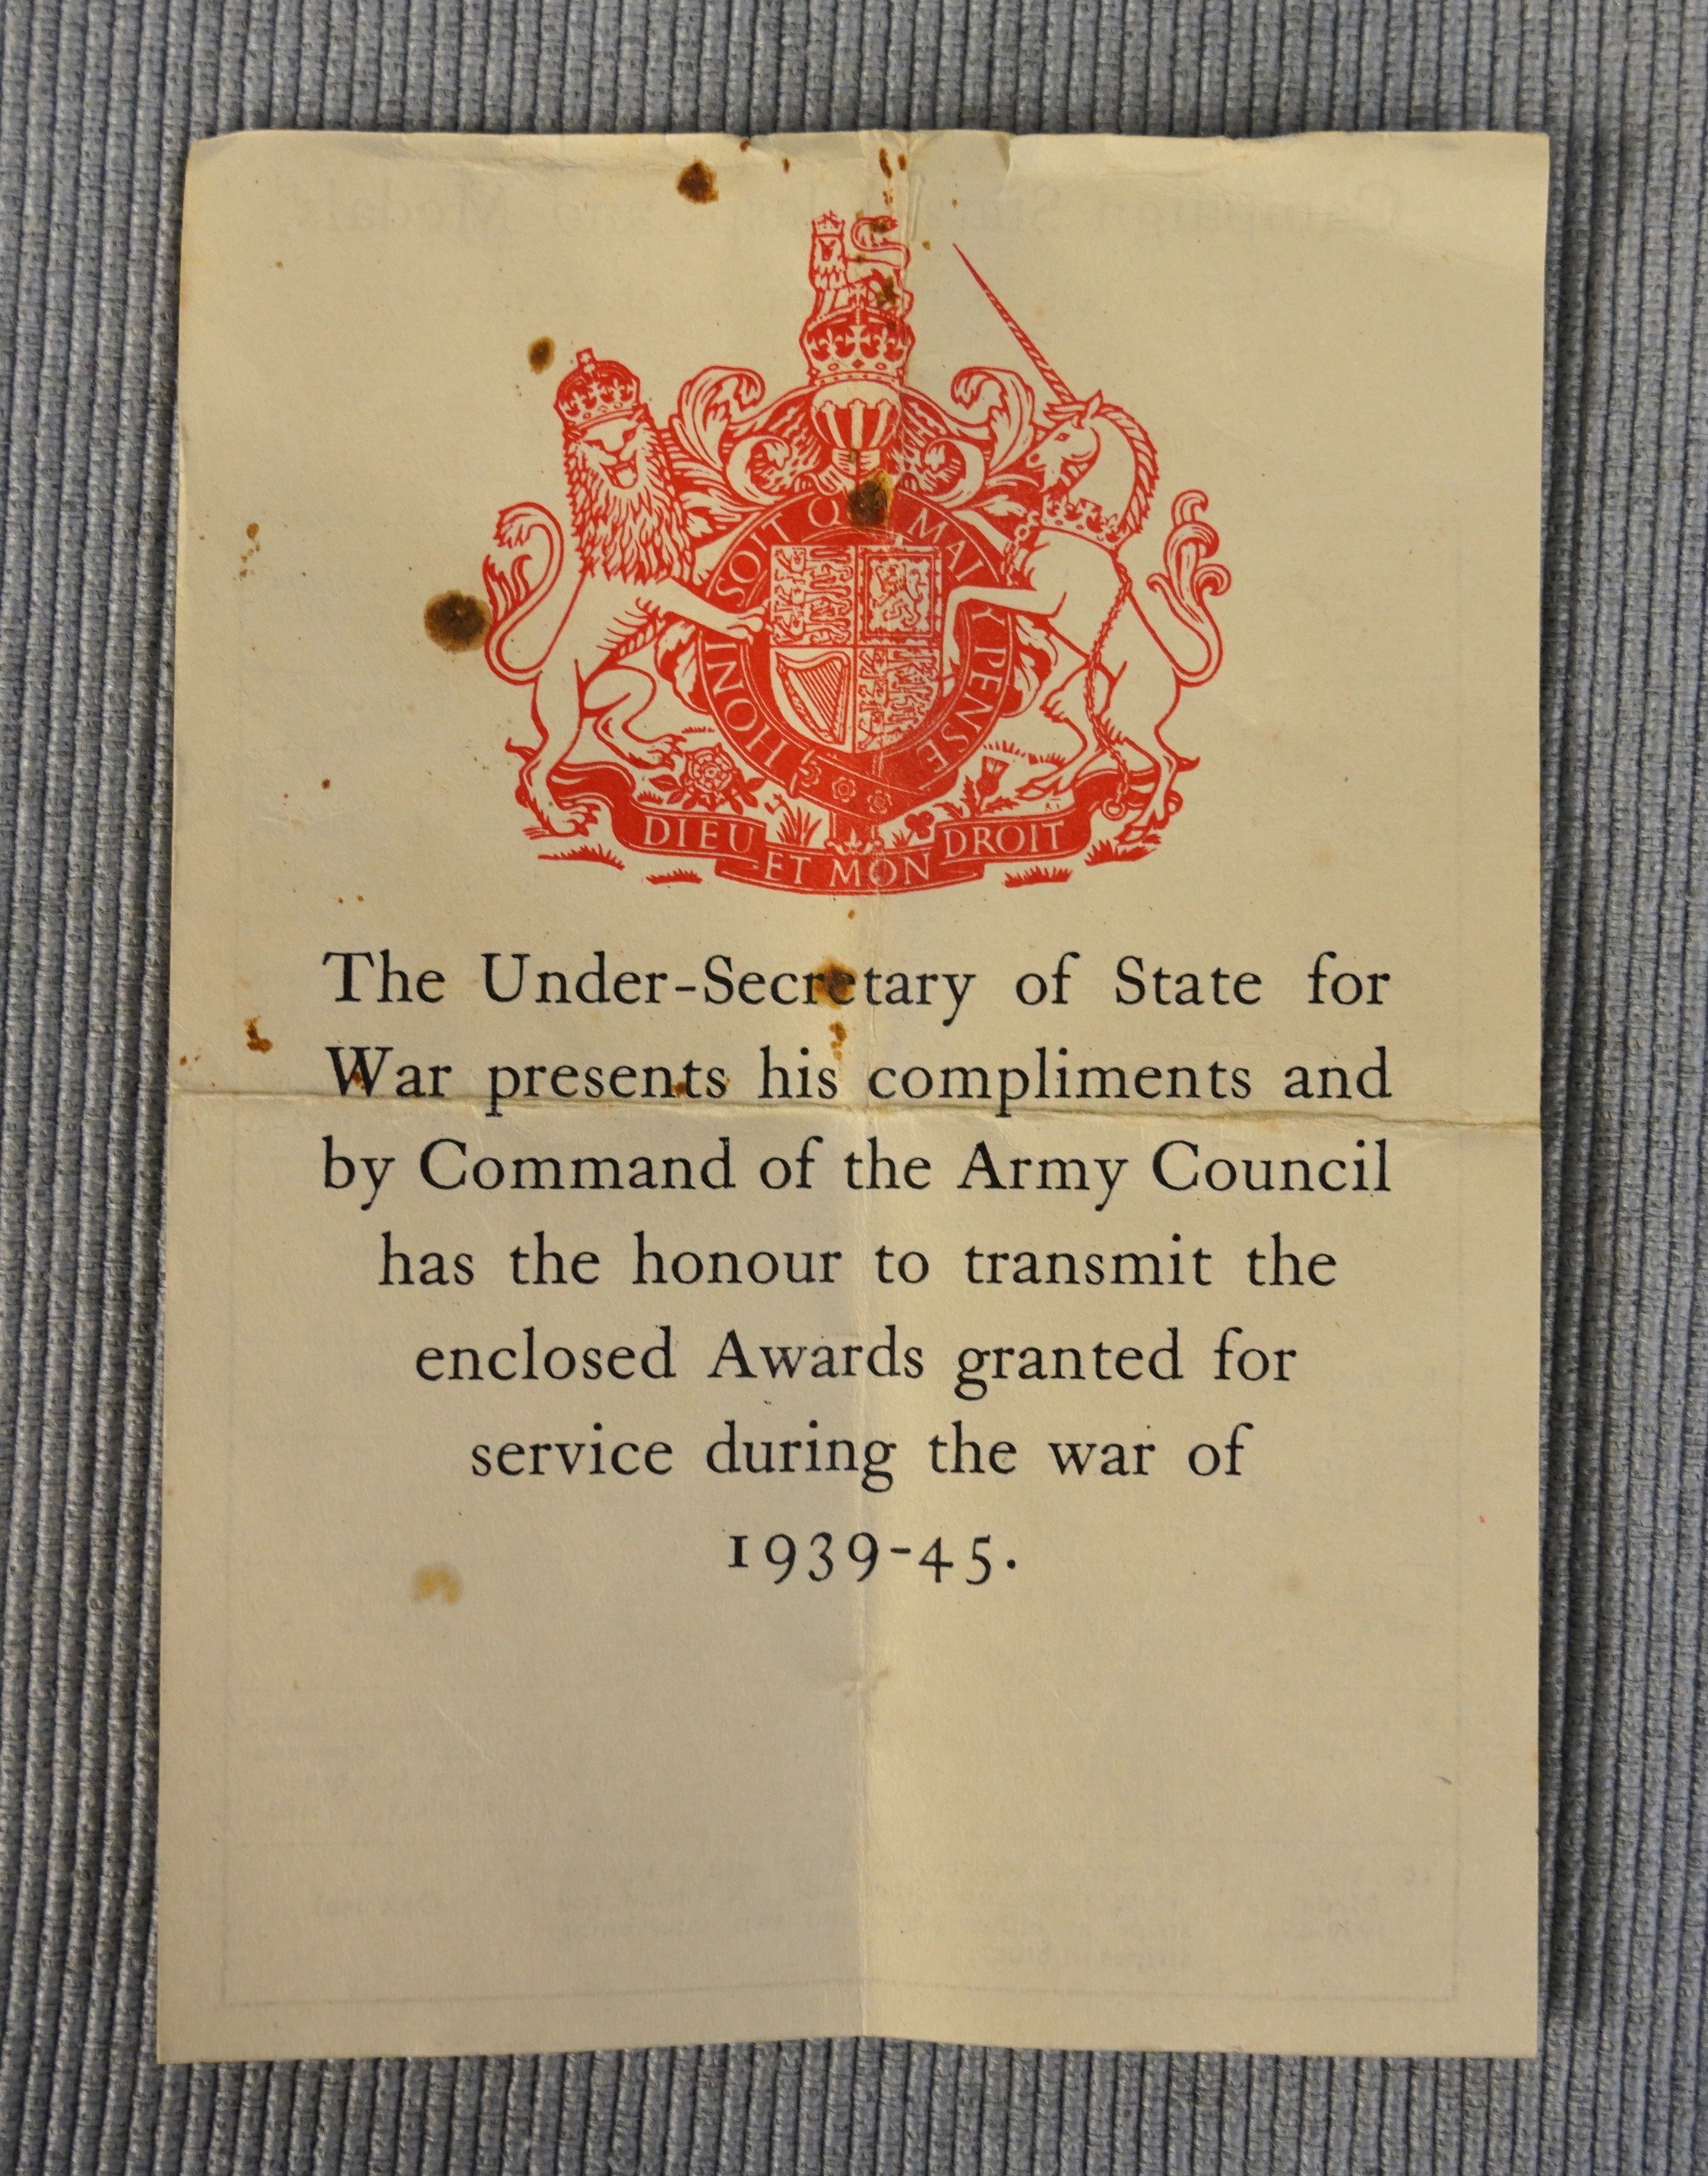 HONI SOIT QUI MAL Y PENSE
DIEU ET MON DROIT
The Under-Secretary of State for
War presents his compliments and
by Command of the Army Council
has the honour to transmit the
enclosed Awards granted for
service during the war of
1939-45.